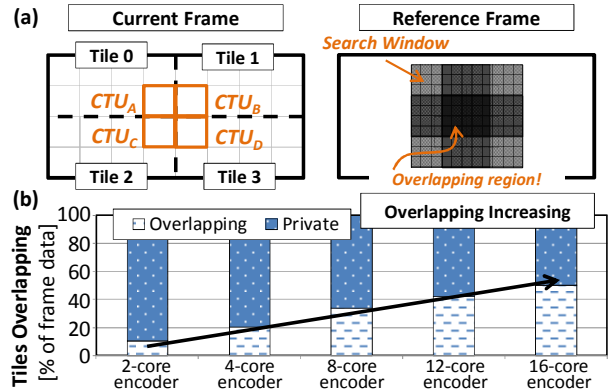 (a)
Current Frame
Reference Frame
Tile 0
Tile 1
Search Window
CTU_A
CTU_B
CTU_C
CTU_D
Tile 2
Tile 3
Overlapping region!
(b)
Overlapping
Private
Overlapping Increasing
Tiles Overlapping
[% of frame data]
100
80
60
40
20
0
2-core
encoder
4-core
encoder
8-core
encoder
12-core
encoder
16-core
encoder